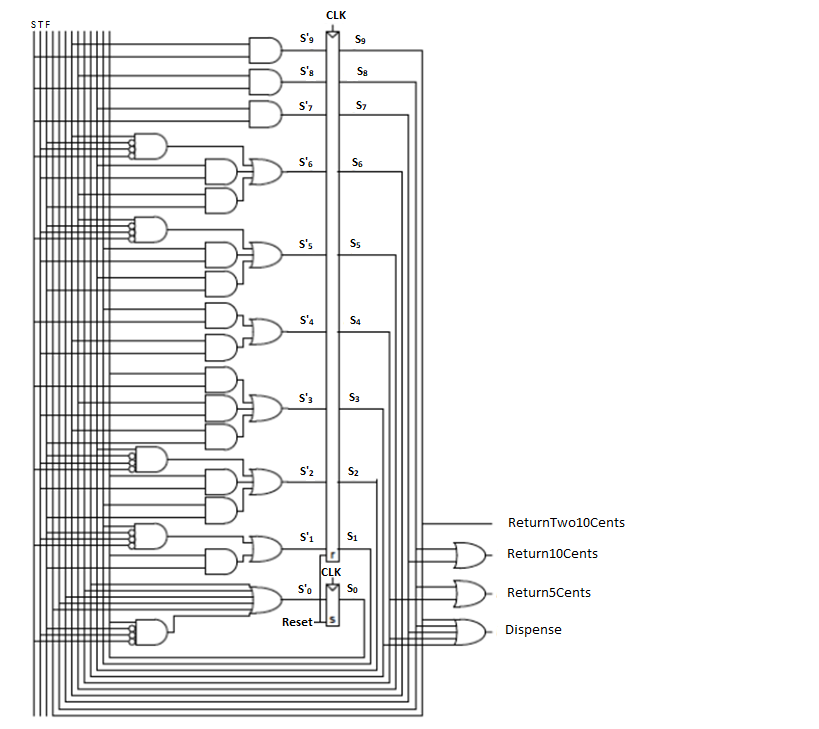 CLK
S T F
S'9 S9
S'8 S8
S'7 S7
S'6 S6
S'5 S5
S'4 S4
S'3 S3
S'2 S2
ReturnTwo10Cents
S'1 S1
r
Return10Cents
CLK
S'0 S0
Return5Cents
Reset
s
Dispense